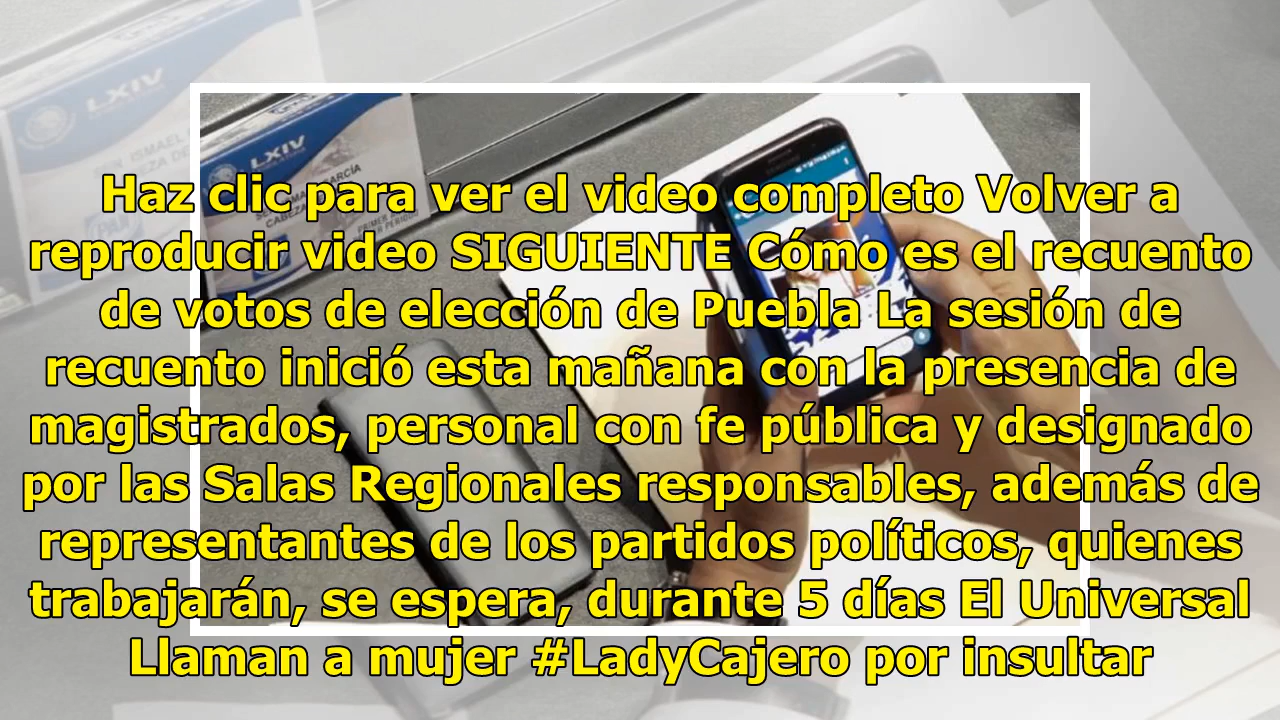 LXIV
LXIV
Haz clic para ver el video completo Volver a
reproducir video SIGUIENTE Cómo es el recuento
de votos de elección de Puebla La sesión de
recuento inició esta mañana con la presencia de
magistrados, personal con fe pública y designado
por las Salas Regionales responsables, además de
representantes de los partidos políticos, quienes
trabajarán, se espera, durante 5 días El Universal
Llaman a mujer #LadyCajero por insultar